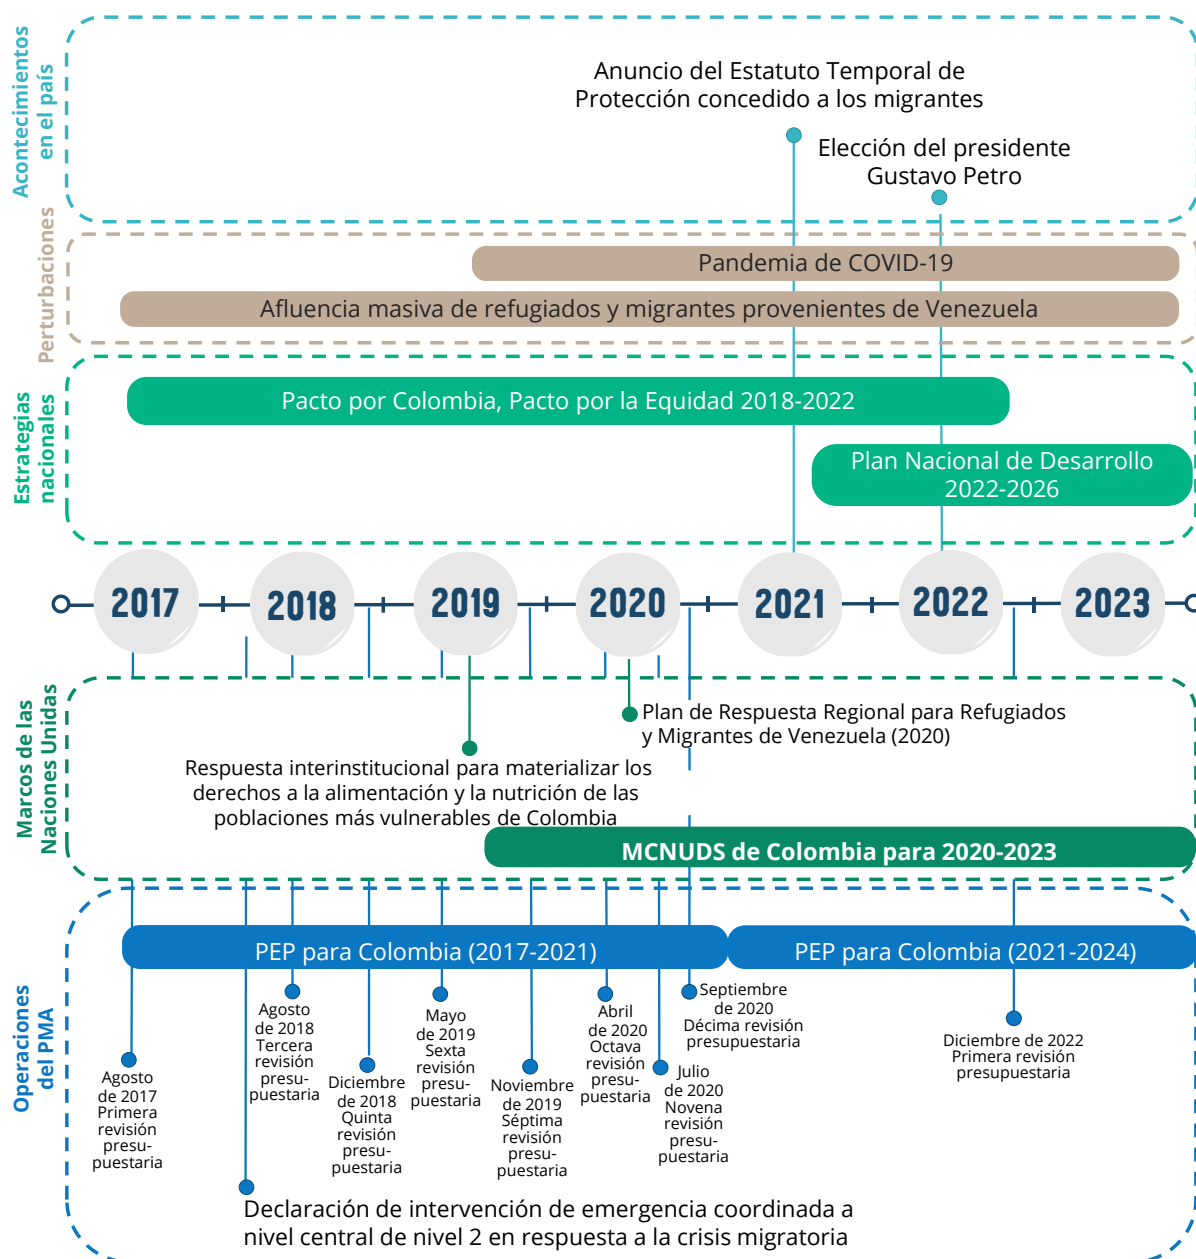 Acontecimientos
en el país
Anuncio del Estatuto Temporal de
Protección concedido a los migrantes
Elección del presidente
Gustavo Petro
Perturbaciones
Pandemia de COVID-19
Afluencia masiva de refugiados y migrantes provenientes de Venezuela
Estrategias
nacionales
Pacto por Colombia, Pacto por la Equidad 2018-2022
Plan Nacional de Desarrollo
2022-2026
2017
2018
2019
2020
2021
2022
2023
Marcos de las
Naciones Unidas
Plan de Respuesta Regional para Refugiados
y Migrantes de Venezuela (2020)
Respuesta interinstitucional para materializar los
derechos a la alimentación y la nutrición de las
poblaciones más vulnerables de Colombia
MCNUDS de Colombia para 2020-2023
Operaciones
del PMA
PEP para Colombia (2017-2021)
PEP para Colombia (2021-2024)
Agosto
de 2017
Primera
revisión
presu-
puestaria
Agosto
de 2018
Tercera
revisión
presu-
puestaria
Diciembre
de 2018
Quinta
revisión
presu-
puestaria
Mayo
de 2019
Sexta
revisión
presu-
puestaria
Noviembre
de 2019
Séptima
revisión
presu-
puestaria
Abril
de 2020
Octava
revisión
presu-
puestaria
Julio
de 2020
Novena
revisión
presu-
puestaria
Septiembre
de 2020
Décima revisión
presupuestaria
Diciembre de 2022
Primera revisión
presupuestaria
Declaración de intervención de emergencia coordinada a
nivel central de nivel 2 en respuesta a la crisis migratoria